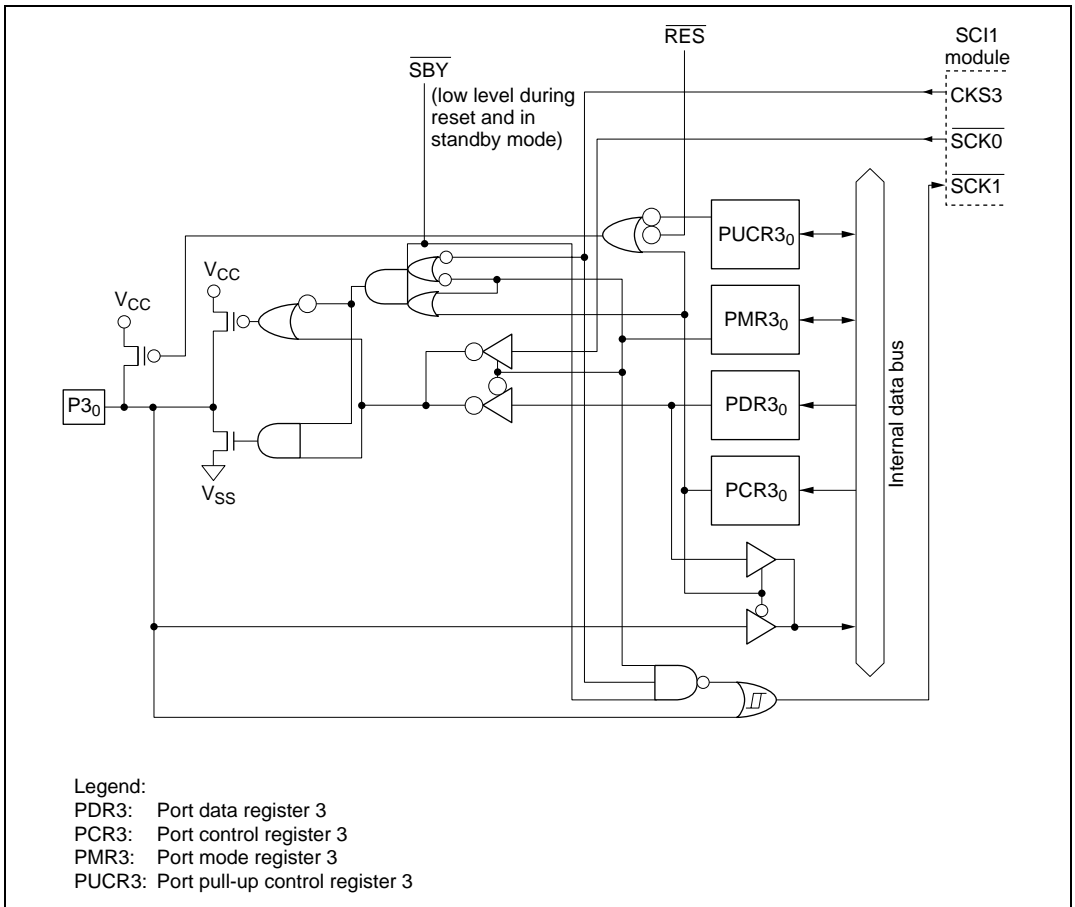 RES
SCI1
module
SBY
(low level during
reset and in
standby mode)
CKS3
SCK0
SCK1
PUCR3₀
VCC
VCC
PMR3₀
P3₀
PDR3₀
Internal data bus
VSS
PCR3₀
Legend:
PDR3: Port data register 3
PCR3: Port control register 3
PMR3: Port mode register 3
PUCR3: Port pull-up control register 3